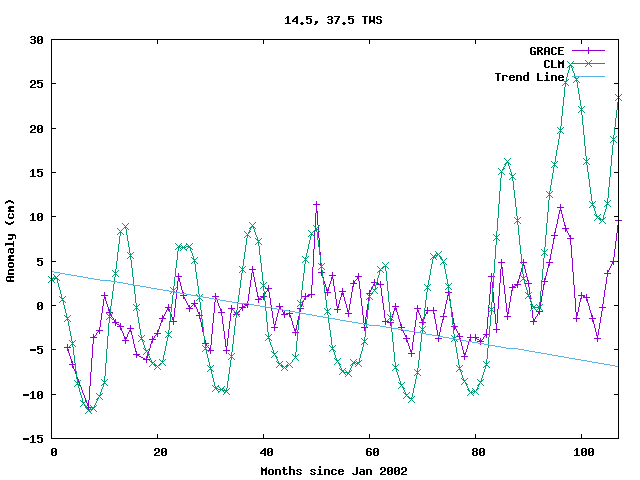 14.5, 37.5 TWS
GRACE
CLM
Trend Line
30
25
20
15
10
5
0
-5
-10
-15
Anomaly (cm)
0 20 40 60 80 100
Months since Jan 2002